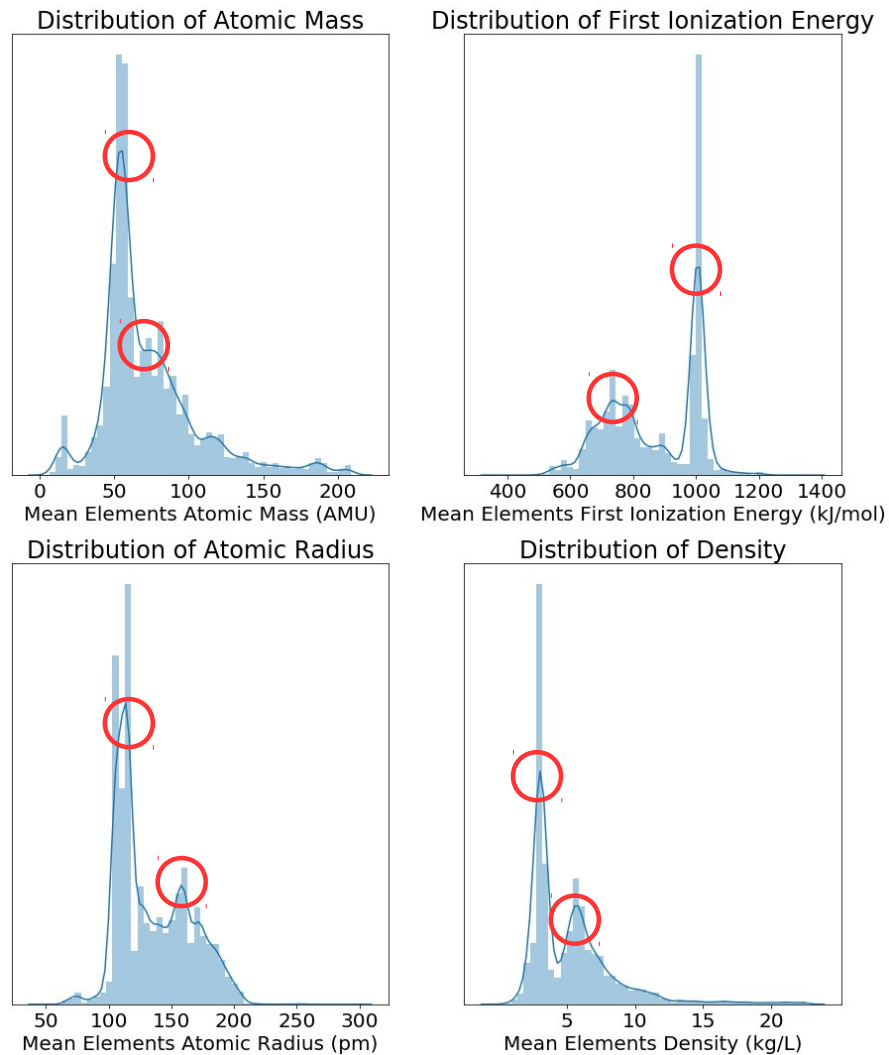 Distribution of Atomic Mass
Distribution of First Ionization Energy
0 50 100 150 200
400 600 800 1000 1200 1400
Mean Elements Atomic Mass (AMU)
Mean Elements First Ionization Energy (kJ/mol)
Distribution of Atomic Radius
Distribution of Density
50 100 150 200 250 300
5 10 15 20
Mean Elements Atomic Radius (pm)
Mean Elements Density (kg/L)